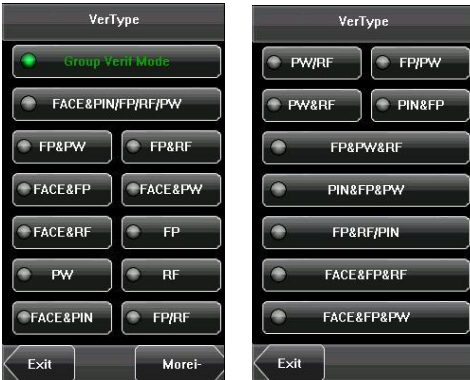 VerType
Group Verif Mode
FACE&PIN/FP/RF/PW
FP&PW FP&RF
FACE&FP FACE&PW
FACE&RF FP
PW RF
FACE&PIN FP/RF
Exit Morei-
VerType
PW/RF FP/PW
PW&RF PIN&FP
FP&PW&RF
PIN&FP&PW
FP&RF/PIN
FACE&FP&RF
FACE&FP&PW
Exit